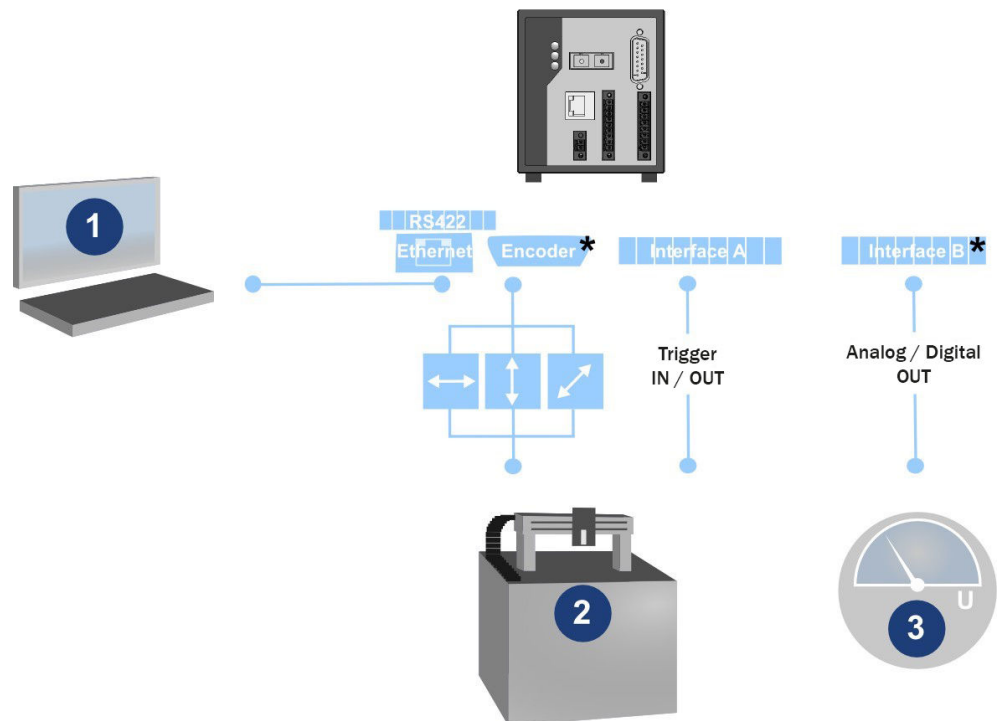 1
RS422
Ethernet
Encoder *
Interface A
Interface B *
Trigger
IN / OUT
Analog / Digital
OUT
2
U
3